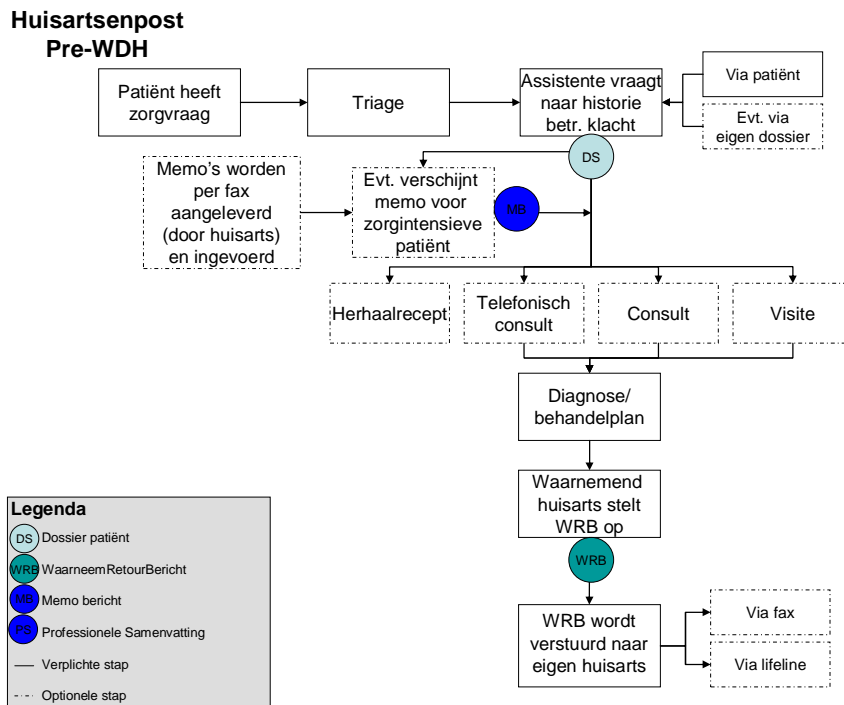 Huisartsenpost
Pre-WDH
Patiënt heeft
zorgvraag
Triage
Assistente vraagt
naar historie
betr. klacht
Via patiënt
Evt. via
eigen dossier
DS
Memo's worden
per fax
aangeleverd
(door huisarts)
en ingevoerd
Evt. verschijnt
memo voor
zorgintensieve
patiënt
MB
Herhaalrecept
Telefonisch
consult
Consult
Visite
Diagnose/
behandelplan
Waarnemend
huisarts stelt
WRB op
WRB
WRB wordt
verstuurd naar
eigen huisarts
Via fax
Via lifeline
Legenda
DS Dossier patiënt
WRB WaarneemRetourBericht
MB Memo bericht
PS Professionele Samenvatting
Verplichte stap
Optionele stap